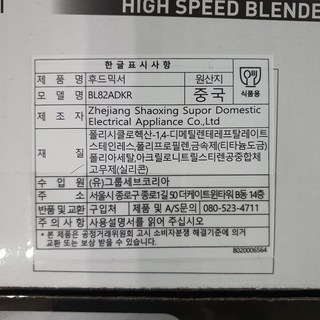 HIGH SPEED BLENDE
한글표시사항
제품명 후드믹서 원산지
모델명 BL82ADKR 중국 식품용
제조자 Zhejiang Shaoxing Supor Domestic
Electrical Appliance Co.,Ltd
재질 폴리시클로헥산-1,4-디메틸렌테레프탈레이트
스테인레스,폴리프로필렌,금속제(티타늄도금)
폴리아세탈,아크릴로니트릴스티렌공중합체
고무제(실리콘)
수입원 (유)그룹세브코리아
주소 서울시 종로구 종로1길 50 더케이트윈타워 B동 14층
반품 및 교환 구입처 제품 및 A/S문의 080-523-4711
주의사항 사용설명서를 읽어 주십시오
* 본 제품은 공정거래위원회 고시 소비자분쟁 해결기준에 의거
교환 또는 보상 받을 수 있습니다.
8020006564